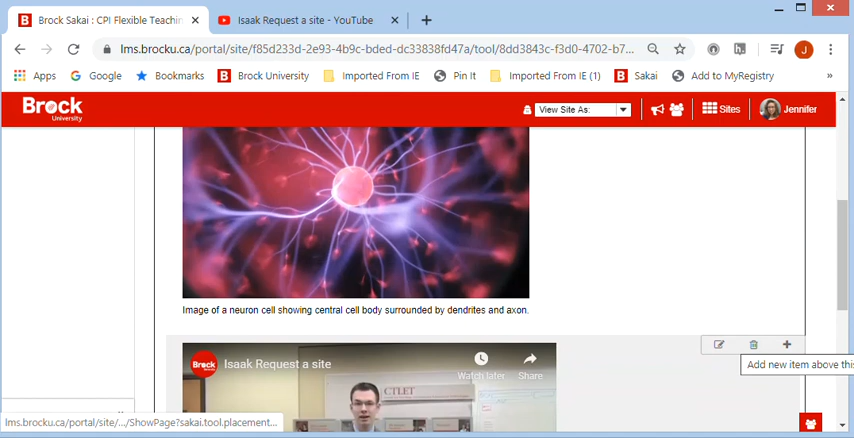 Brock Sakai : CPI Flexible Teachin
Isaak Request a site - YouTube
lms.brocku.ca/portal/site/f85d233d-2e93-4b9c-bded-dc33838fd47a/tool/8dd3843c-f3d0-4702-b7...
Apps
Google
Bookmarks
Brock University
Imported From IE
Pin It
Imported From IE (1)
Sakai
Add to MyRegistry
»
Brock
University
View Site As:
Sites
Jennifer
Image of a neuron cell showing central cell body surrounded by dendrites and axon.
Brock
Isaak Request a site
Watch later
Share
Add new item above this
CTLET
lms.brocku.ca/portal/site/.../ShowPage?sakai.tool.placement...